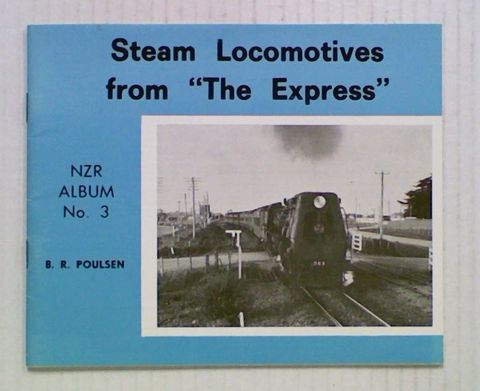 Steam Locomotives
from "The Express"
NZR
ALBUM
No. 3
B. R. POULSEN